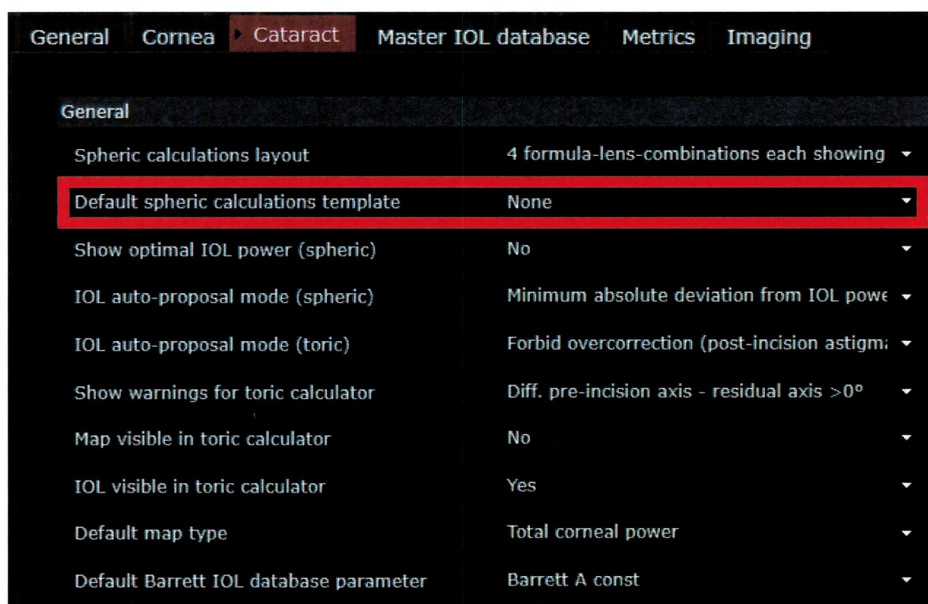 General Cornea Cataract Master IOL database Metrics Imaging
General
Spheric calculations layout 4 formula-lens-combinations each showing
Default spheric calculations template None
Show optimal IOL power (spheric) No
IOL auto-proposal mode (spheric) Minimum absolute deviation from IOL powe
IOL auto-proposal mode (toric) Forbid overcorrection (post-incision astigm
Show warnings for toric calculator Diff. pre-incision axis - residual axis >0°
Map visible in toric calculator No
IOL visible in toric calculator Yes
Default map type Total corneal power
Default Barrett IOL database parameter Barrett A const